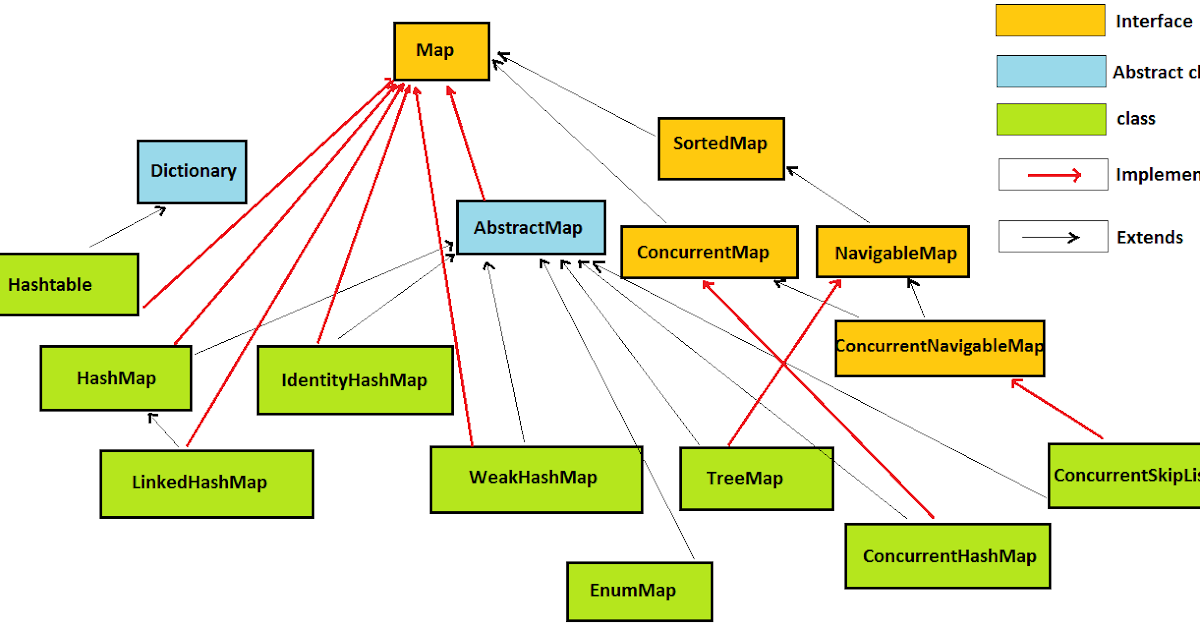 Map
Interface
Abstract cl
class
Implemen
Extends
SortedMap
Dictionary
AbstractMap
ConcurrentMap
NavigableMap
Hashtable
ConcurrentNavigableMap
HashMap
IdentityHashMap
LinkedHashMap
WeakHashMap
TreeMap
ConcurrentSkipLis
ConcurrentHashMap
EnumMap